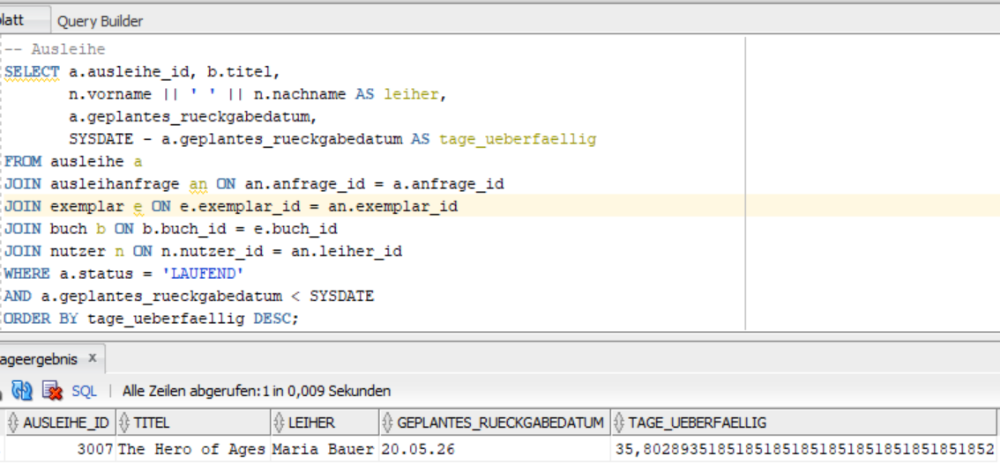 latt Query Builder
-- Ausleihe
SELECT a.ausleihe_id, b.titel,
n.vorname || ' ' || n.nachname AS leiher,
a.geplantes_rueckgabedatum,
SYSDATE - a.geplantes_rueckgabedatum AS tage_ueberfaellig
FROM ausleihe a
JOIN ausleihanfrage an ON an.anfrage_id = a.anfrage_id
JOIN exemplar e ON e.exemplar_id = an.exemplar_id
JOIN buch b ON b.buch_id = e.buch_id
JOIN nutzer n ON n.nutzer_id = an.leiher_id
WHERE a.status = 'LAUFEND'
AND a.geplantes_rueckgabedatum < SYSDATE
ORDER BY tage_ueberfaellig DESC;
ageergebnis x
SQL | Alle Zeilen abgerufen: 1 in 0,009 Sekunden
AUSLEIHE_ID TITEL LEIHER GEPLANTES_RUECKGABEDATUM TAGE_UEBERFAELLIG
3007 The Hero of Ages Maria Bauer 20.05.26 35,8028935185185185185185185185185185185185